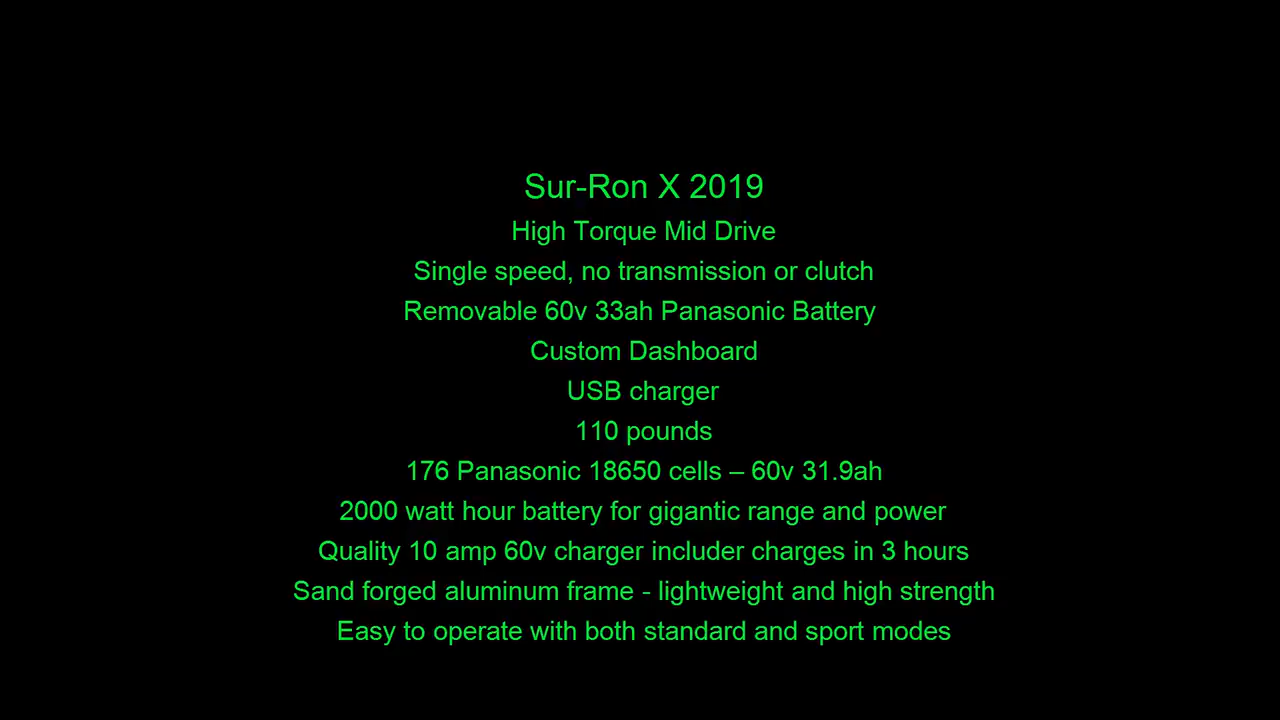 Sur-Ron X 2019
High Torque Mid Drive
Single speed, no transmission or clutch
Removable 60v 33ah Panasonic Battery
Custom Dashboard
USB charger
110 pounds
176 Panasonic 18650 cells – 60v 31.9ah
2000 watt hour battery for gigantic range and power
Quality 10 amp 60v charger includer charges in 3 hours
Sand forged aluminum frame - lightweight and high strength
Easy to operate with both standard and sport modes